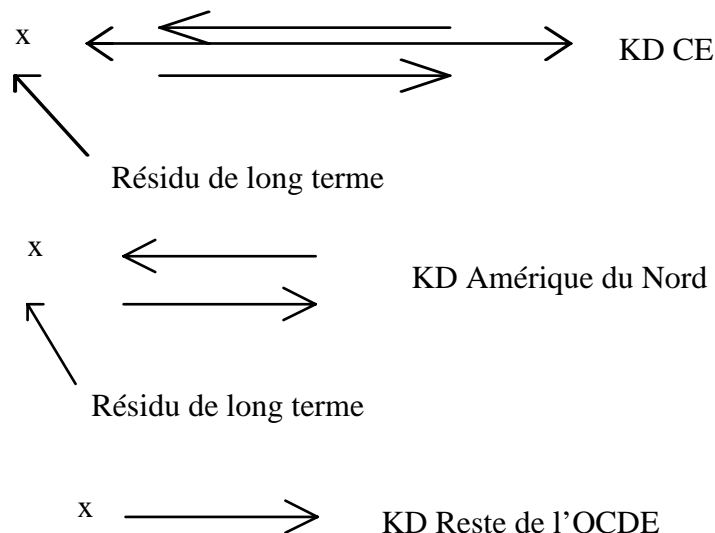 x
KD CE
Résidu de long terme
x
KD Amérique du Nord
Résidu de long terme
x
KD Reste de l’OCDE